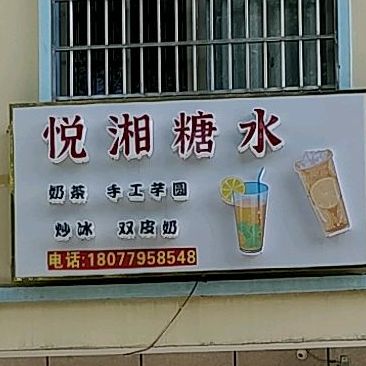 悦湘糖水
奶茶 手工芋圆
炒冰 双皮奶
电话:18077958548